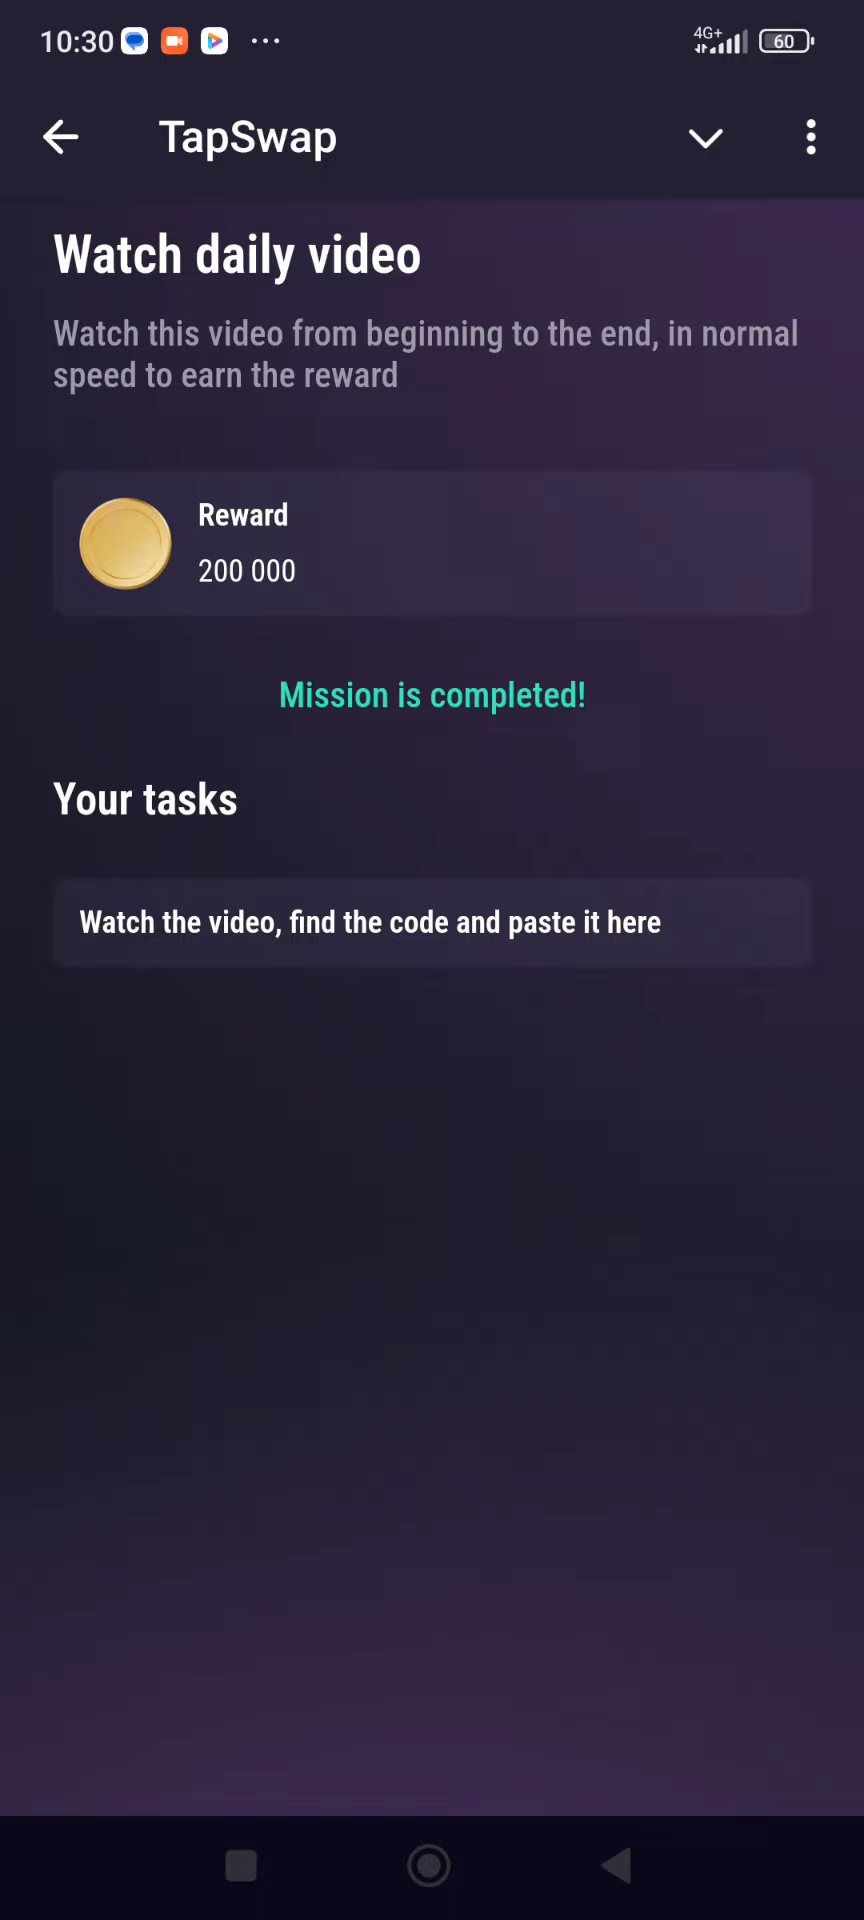 10:30
4G+
60
TapSwap
Watch daily video
Watch this video from beginning to the end, in normal
speed to earn the reward
Reward
200 000
Mission is completed!
Your tasks
Watch the video, find the code and paste it here